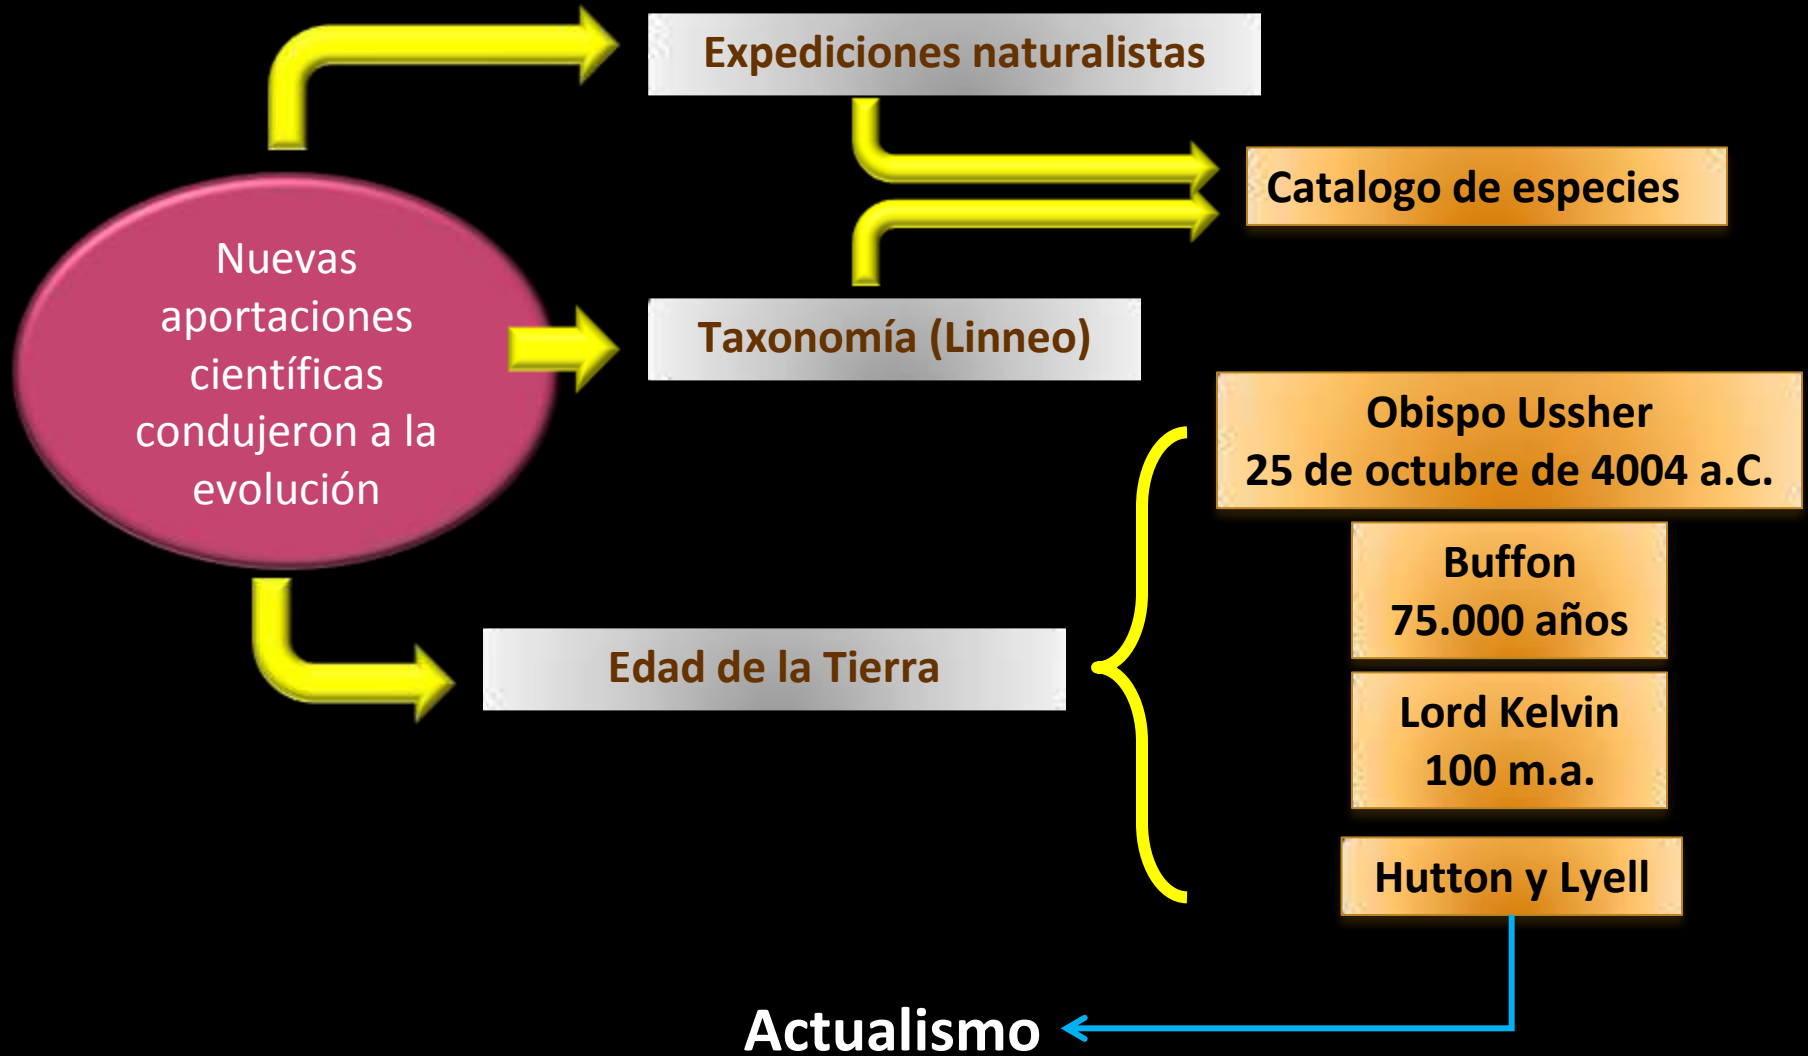 Expediciones naturalistas
Catalogo de especies
Nuevas
aportaciones
científicas
condujeron a la
evolución
Taxonomía (Linneo)
Obispo Ussher
25 de octubre de 4004 a.C.
Buffon
75.000 años
Edad de la Tierra
Lord Kelvin
100 m.a.
Hutton y Lyell
Actualismo